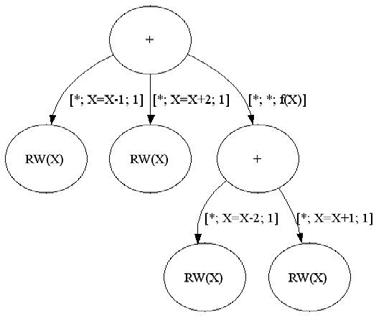 +
[*; X=X-1; 1] [*; X=X+2; 1] [*; *; f(X)]
RW(X) RW(X) +
[*; X=X-2; 1] [*; X=X+1; 1]
RW(X) RW(X)